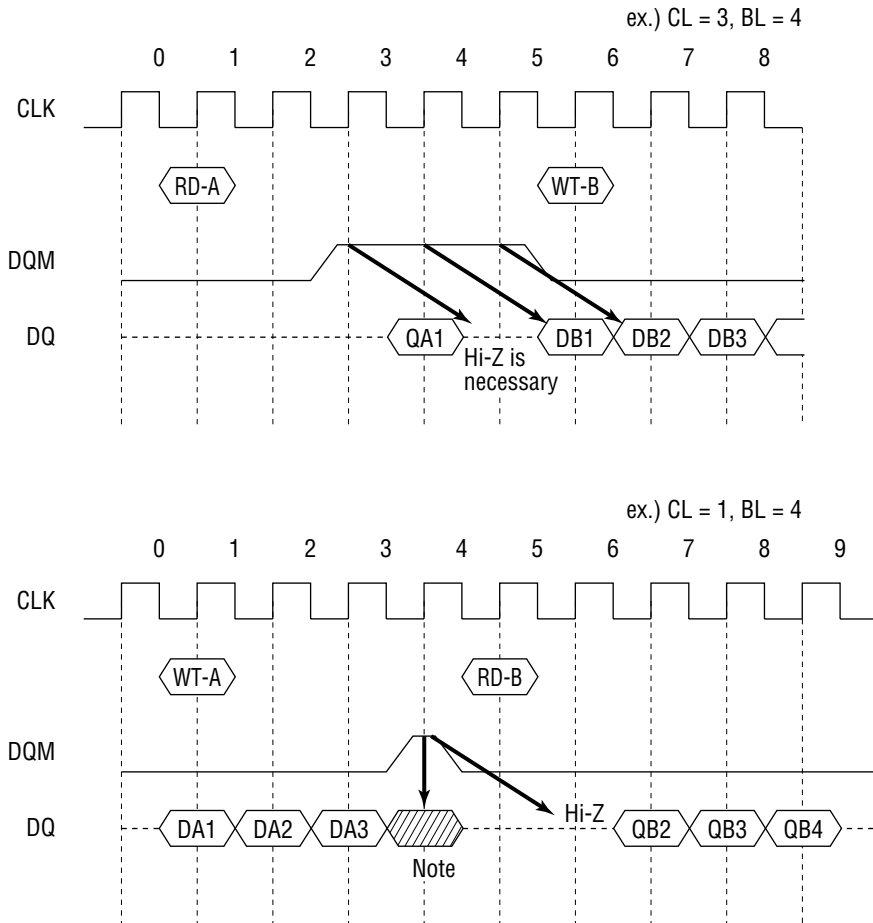 ex.) CL = 3, BL = 4
0 1 2 3 4 5 6 7 8
CLK
RD-A WT-B
DQM
DQ QA1 DB1 DB2 DB3
Hi-Z is
necessary
ex.) CL = 1, BL = 4
0 1 2 3 4 5 6 7 8 9
CLK
WT-A RD-B
DQM
Hi-Z
DQ DA1 DA2 DA3 QB2 QB3 QB4
Note